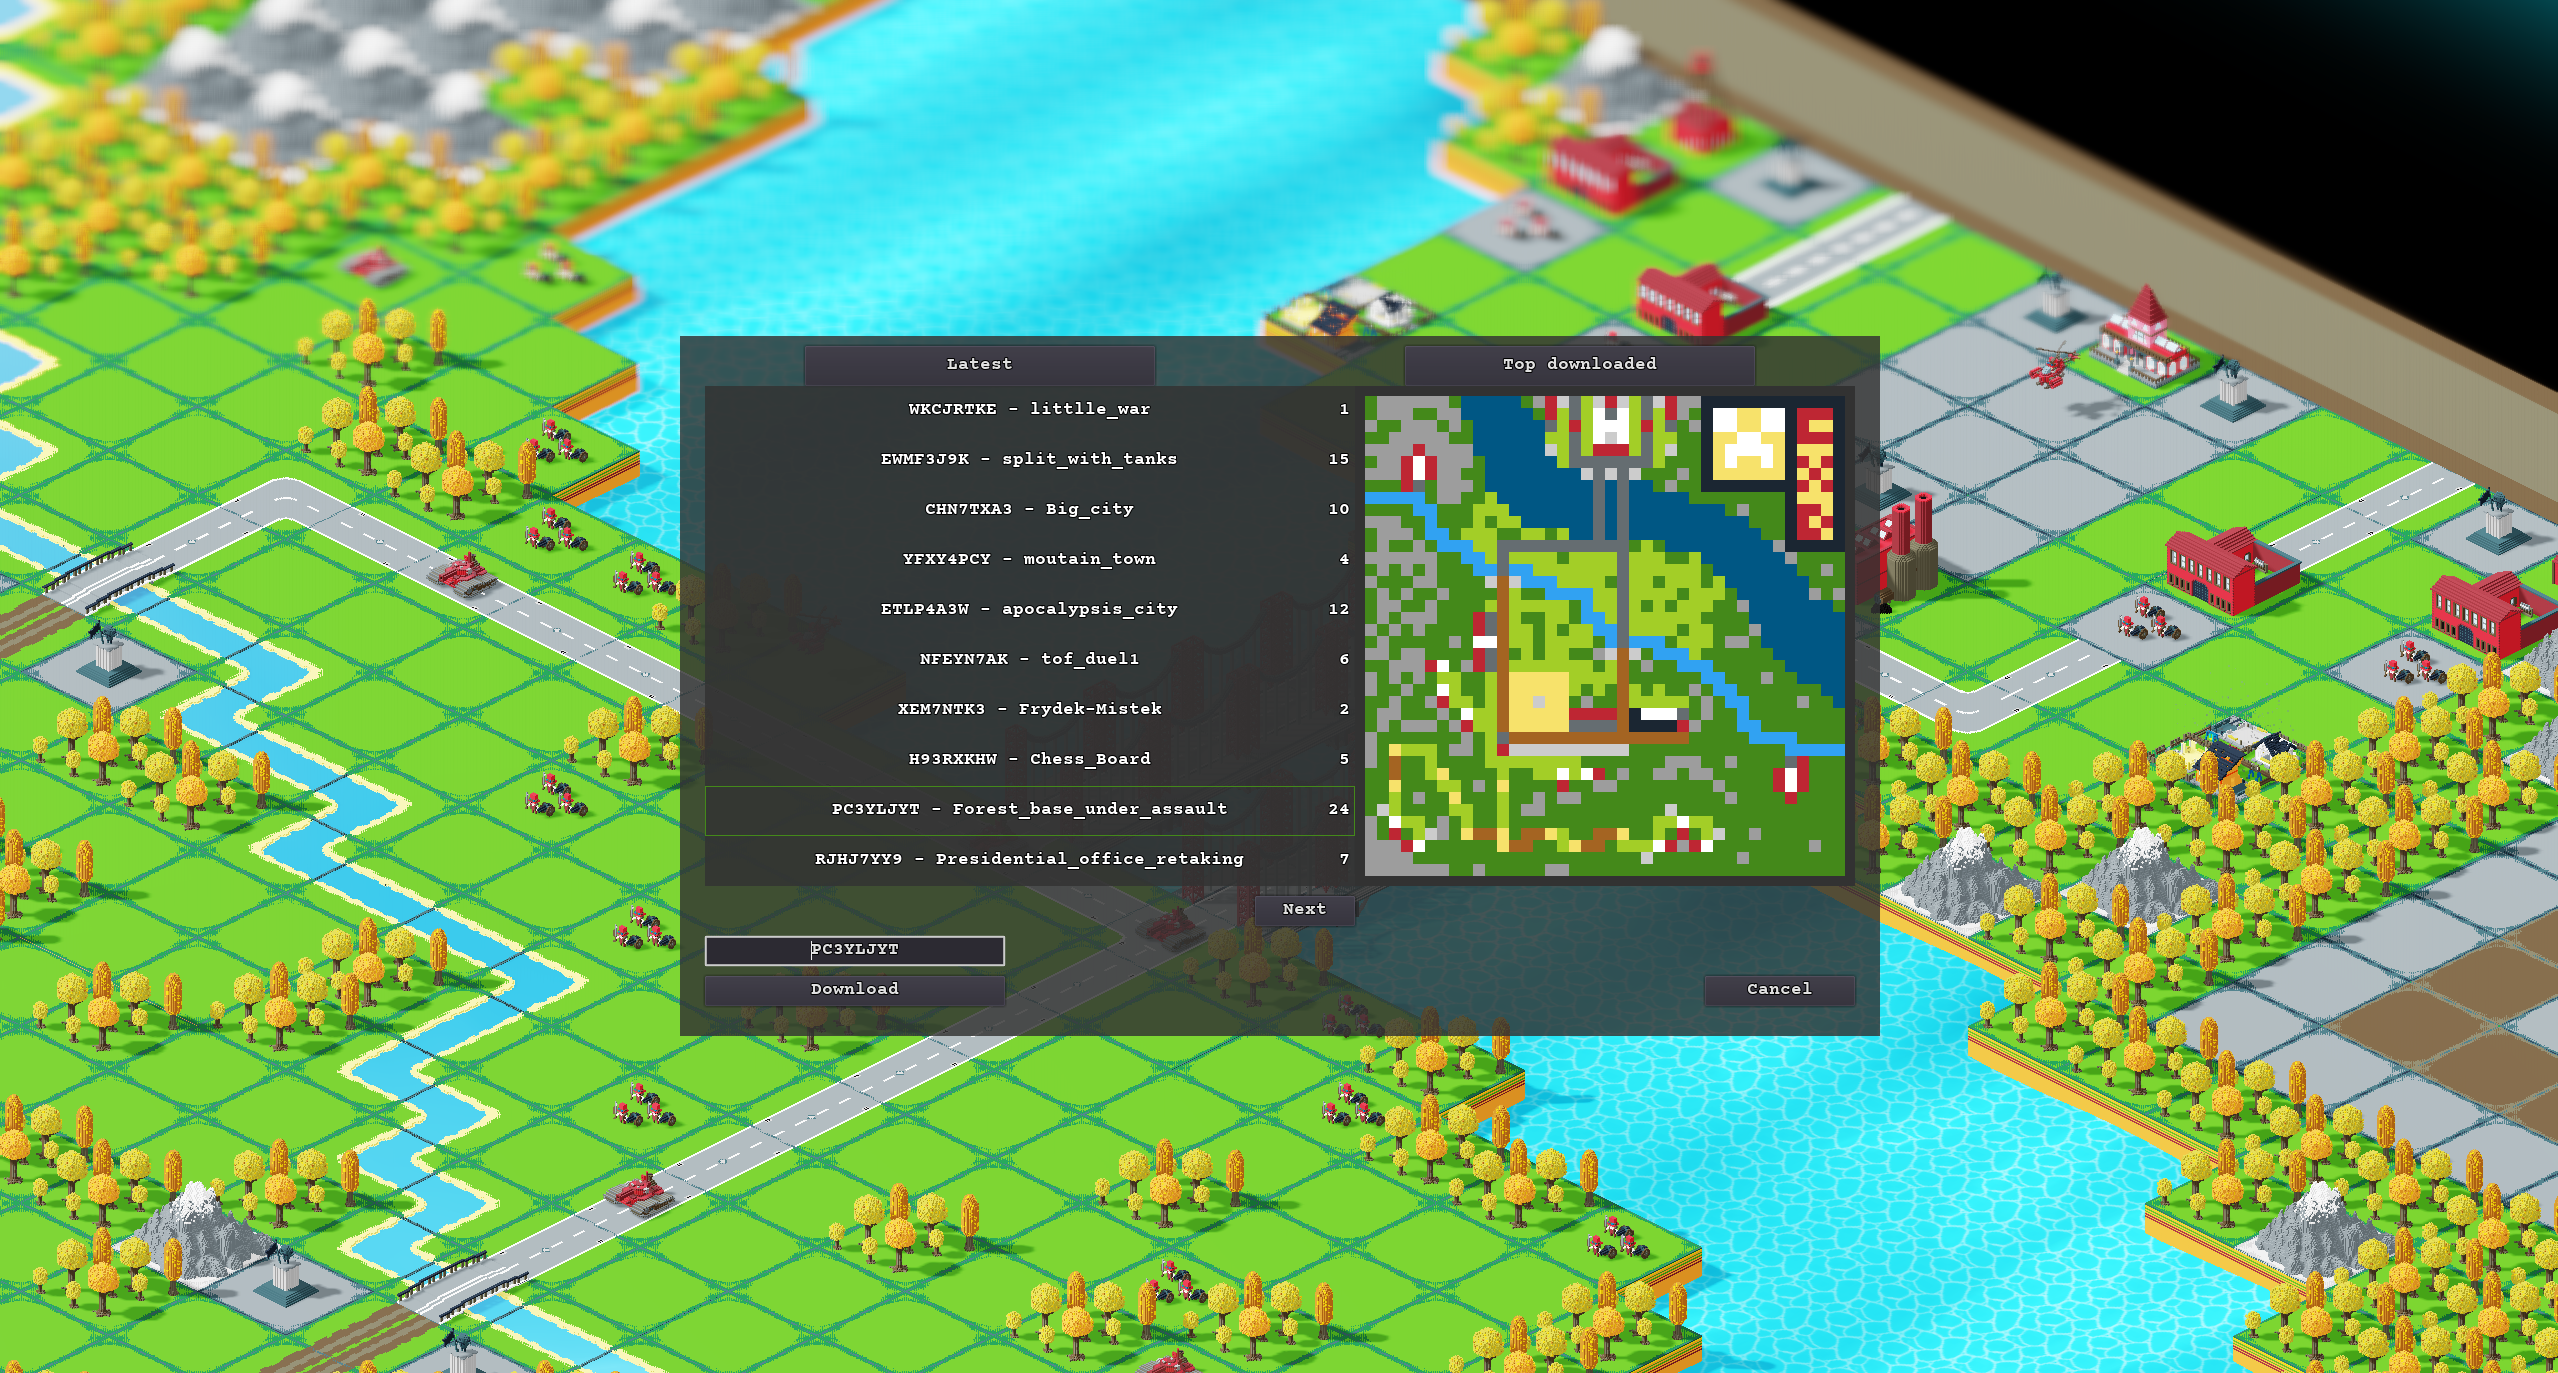 Latest Top downloaded
WKCJRTKE - littlle_war 1
EWMF3J9K - split_with_tanks 15
CHN7TXA3 - Big_city 10
YFXY4PCY - moutain_town 4
ETLP4A3W - apocalypsis_city 12
NFEYN7AK - tof_duel1 6
XEM7NTK3 - Frydek-Mistek 2
H93RXKHW - Chess_Board 5
PC3YLJYT - Forest_base_under_assault 24
RJHJ7YY9 - Presidential_office_retaking 7
Next
PC3YLJYT
Download Cancel